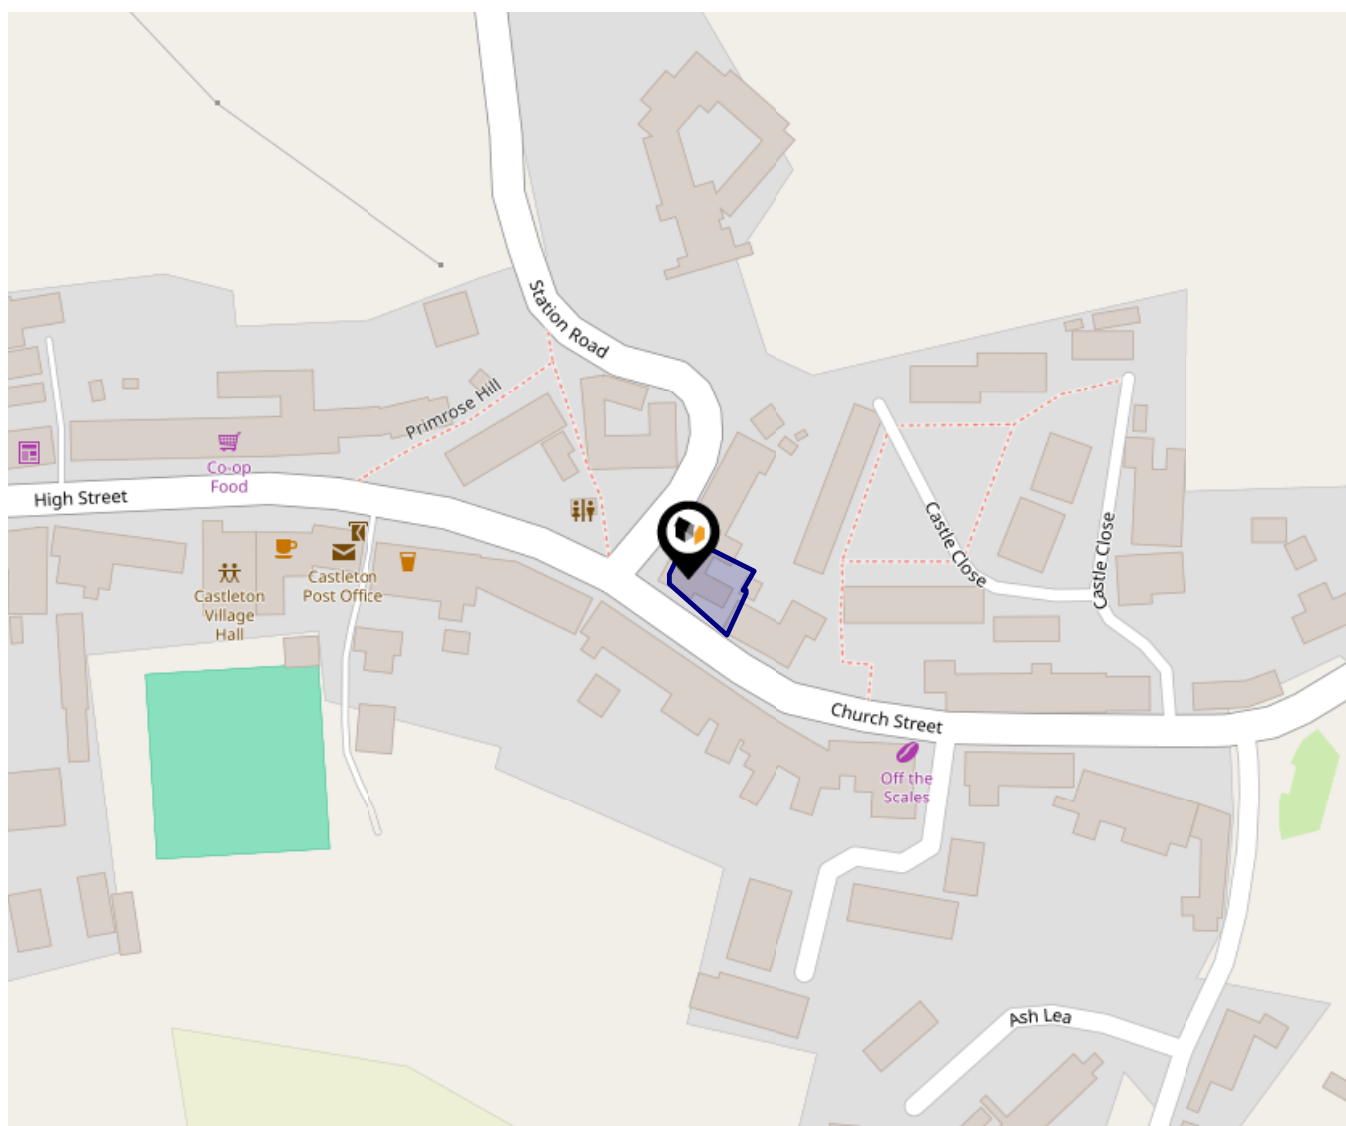 Station Road
Primrose Hill
Co-op
Food
High Street
Castleton
Post Office
Castleton
Village
Hall
Castle Close
Castle Close
Church Street
Off the
Scales
Ash Lea